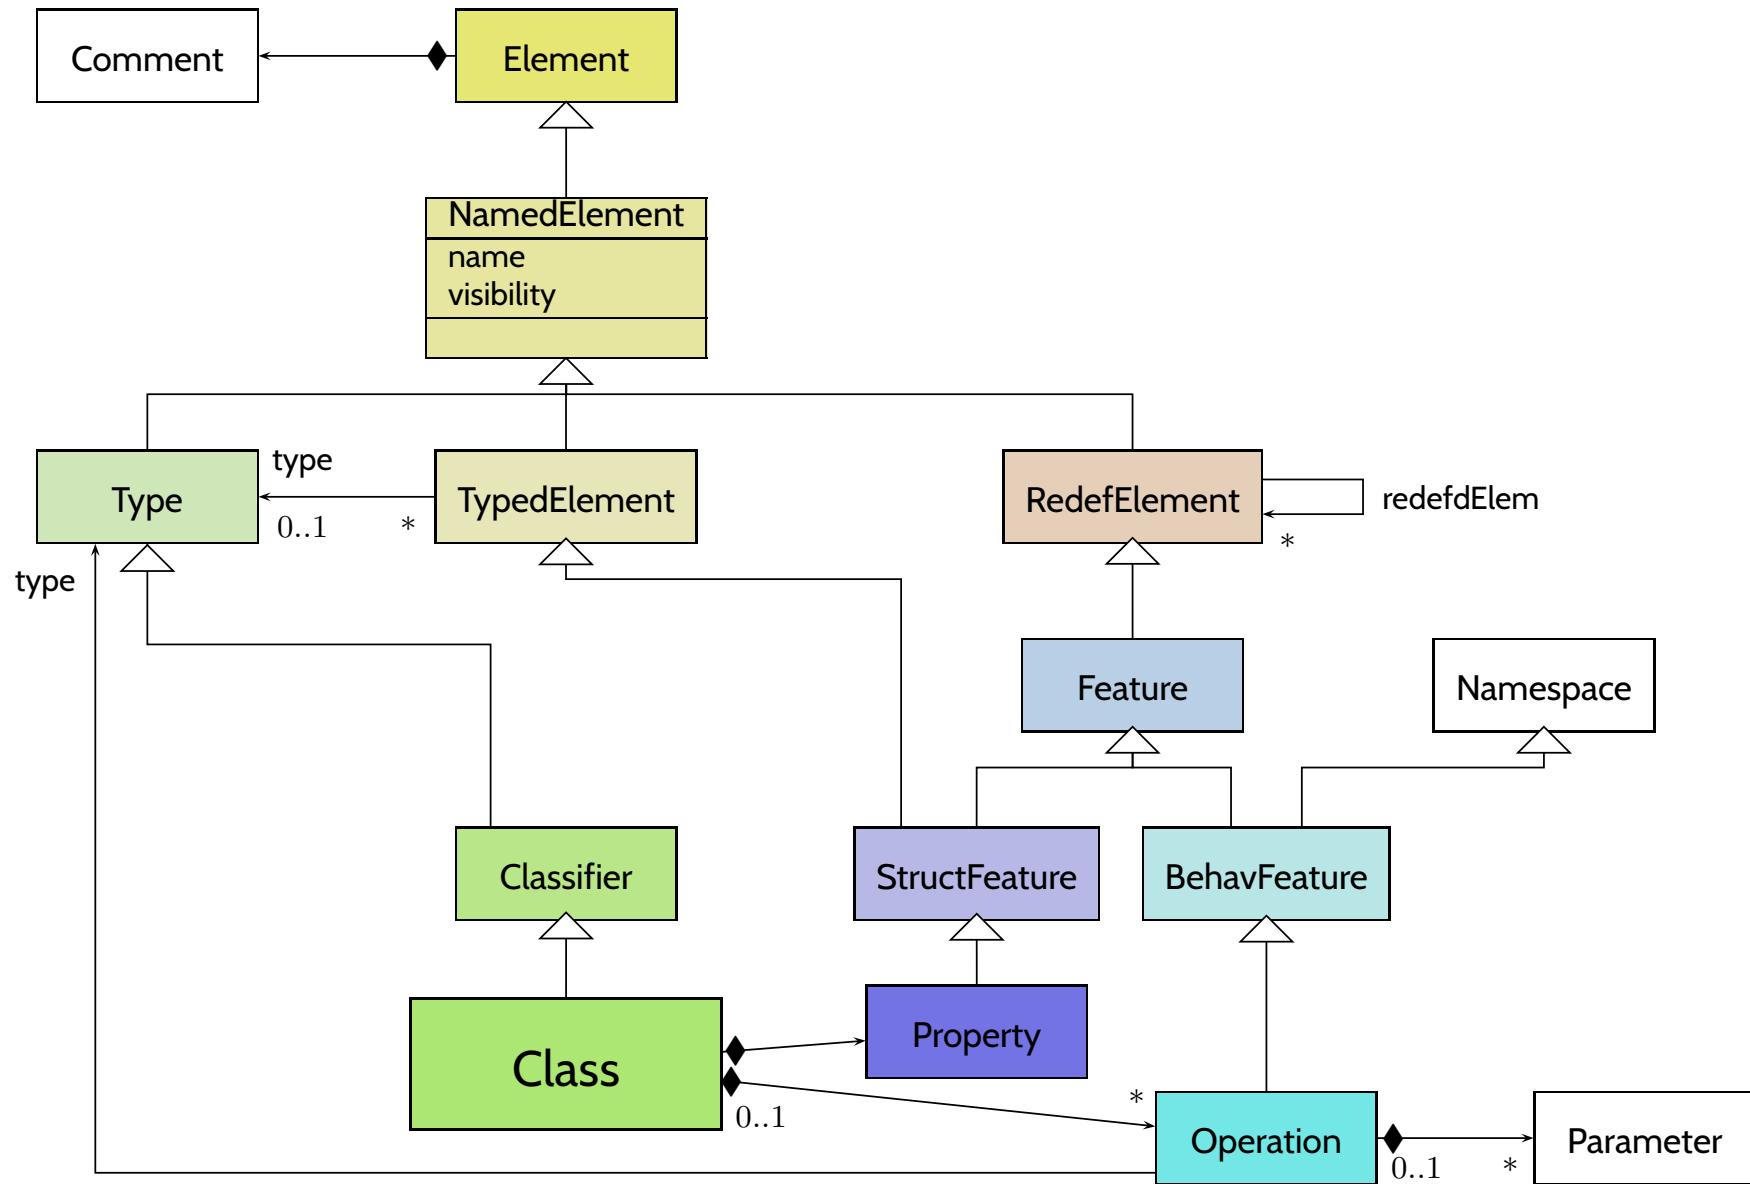 Comment
Element
NamedElement
name
visibility
type
Type
TypedElement
RedefElement
redefdElem
0..1
*
*
type
Feature
Namespace
Classifier
StructFeature
BehavFeature
Property
Class
*
0..1
Operation
Parameter
0..1
*